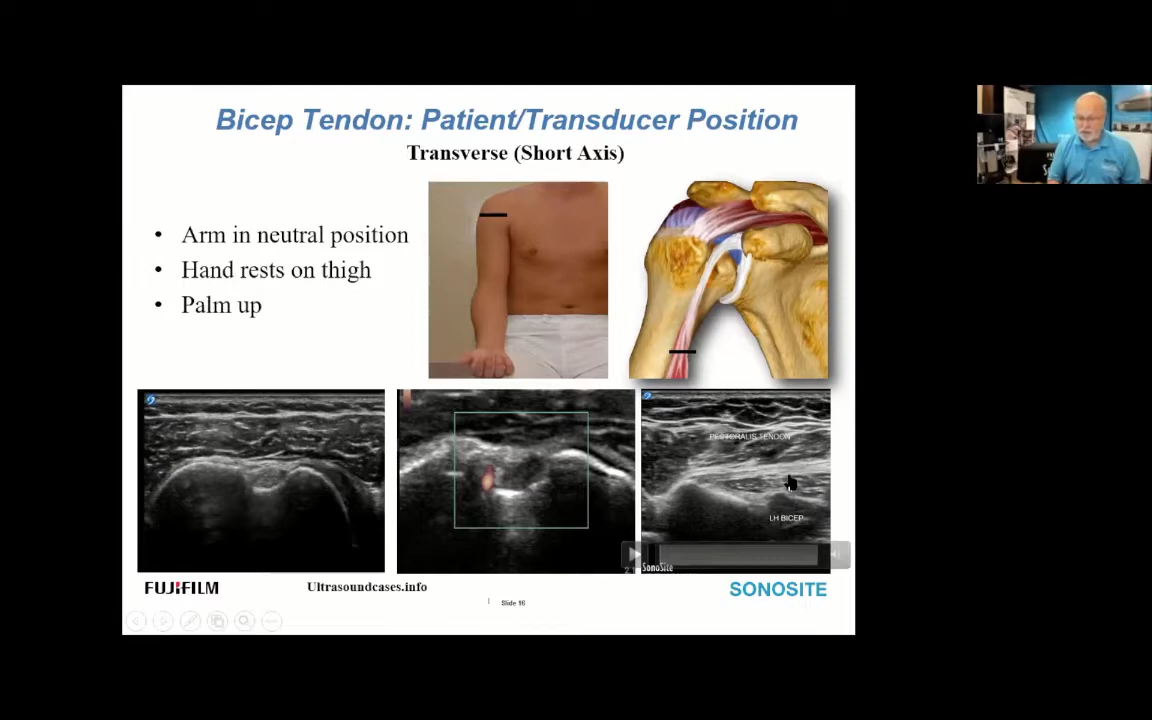 Bicep Tendon: Patient/Transducer Position
Transverse (Short Axis)
• Arm in neutral position
• Hand rests on thigh
• Palm up
PECTORALIS TENDON
LH BICEP
SonoSite
FUJIFILM
Ultrasoundcases.info
SONOSITE
Slide 16